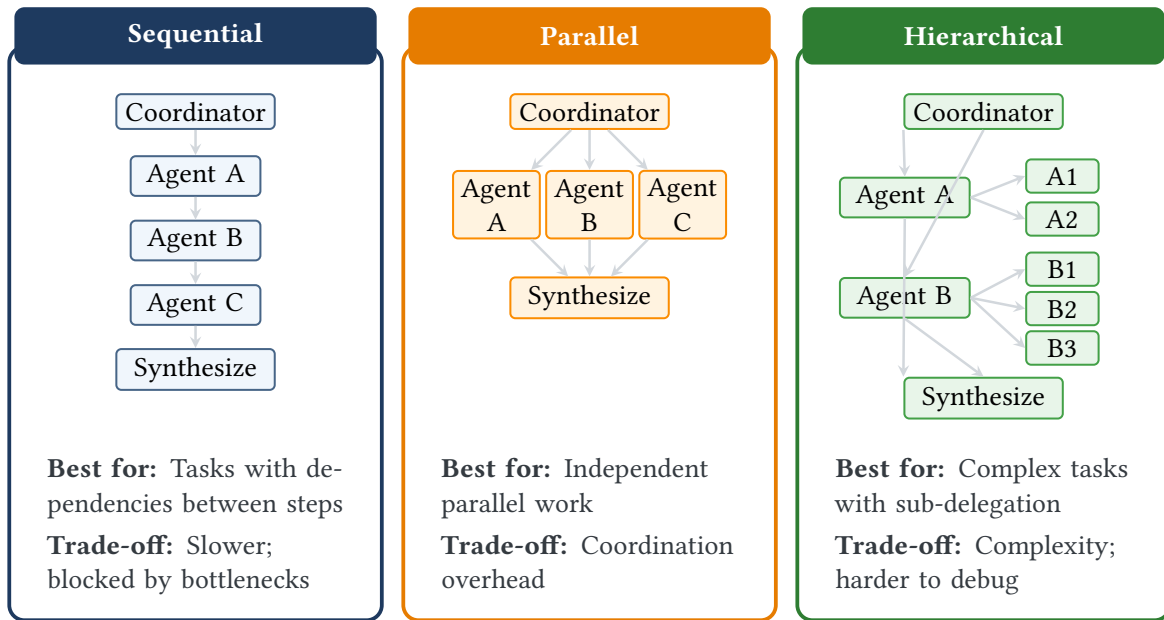 Sequential
Coordinator
Agent A
Agent B
Agent C
Synthesize
Best for: Tasks with de-
pendencies between steps
Trade-off: Slower;
blocked by bottlenecks
Parallel
Coordinator
Agent
A
Agent
B
Agent
C
Synthesize
Best for: Independent
parallel work
Trade-off: Coordination
overhead
Hierarchical
Coordinator
Agent A
A1
A2
Agent B
B1
B2
B3
Synthesize
Best for: Complex tasks
with sub-delegation
Trade-off: Complexity;
harder to debug